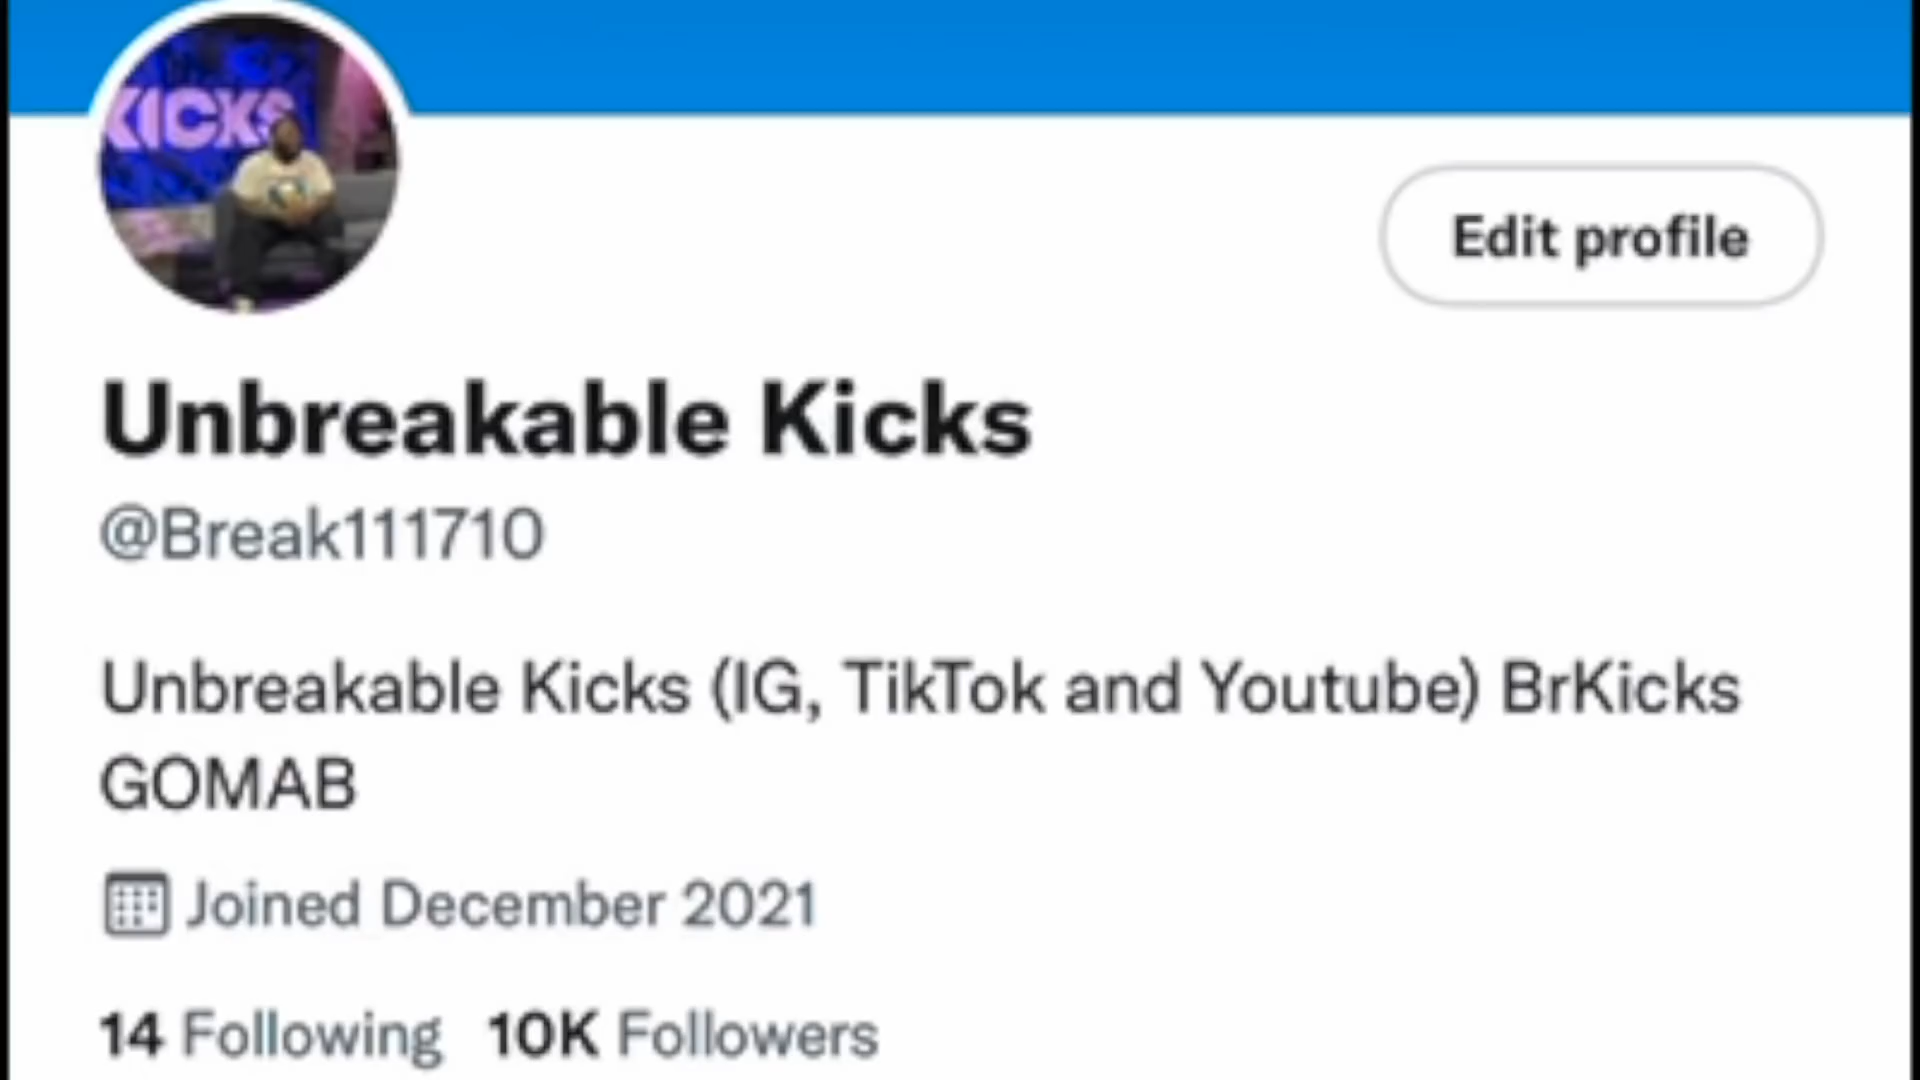 KICKS
Edit profile
Unbreakable Kicks
@Break111710
Unbreakable Kicks (IG, TikTok and Youtube) BrKicks
GOMAB
Joined December 2021
14 Following 10K Followers